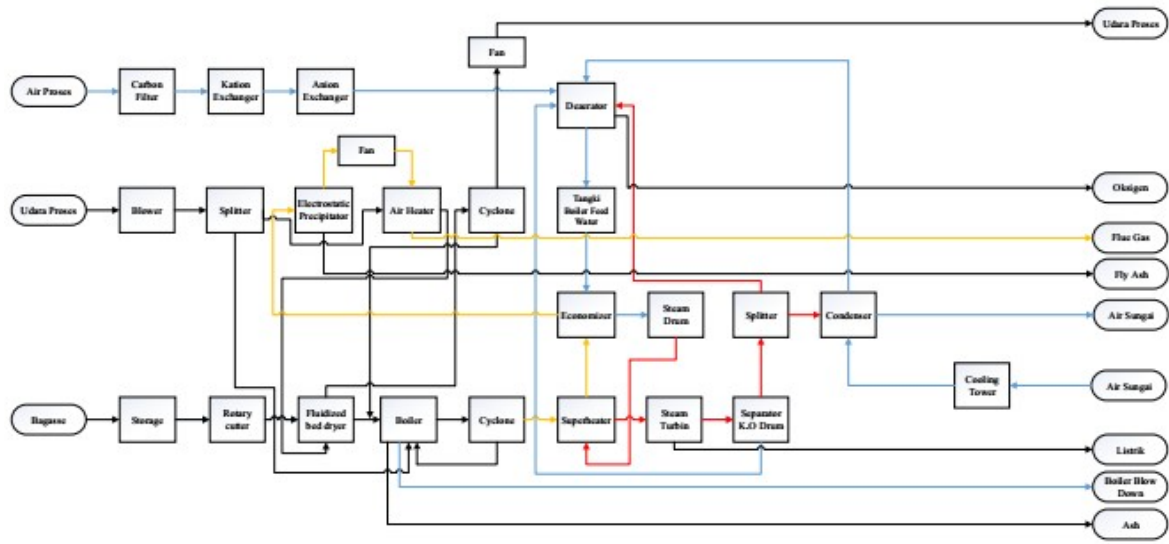 Udara Proses
Fan
Air Proses
Carbon
Filter
Kation
Exchanger
Anion
Exchanger
Deaerator
Fan
Udara Proses
Blower
Splitter
Electrostatic
Precipitator
Air Heater
Cyclone
Tangki
Boiler Feed
Water
Oksigen
Flue Gas
Fly Ash
Economizer
Steam
Drum
Splitter
Condenser
Air Sungai
Cooling
Tower
Air Sungai
Bagasse
Storage
Rotary
cutter
Fluidized
bed dryer
Boiler
Cyclone
Superheater
Steam
Turbin
Separator
K.O Drum
Listrik
Boiler Blow
Down
Ash